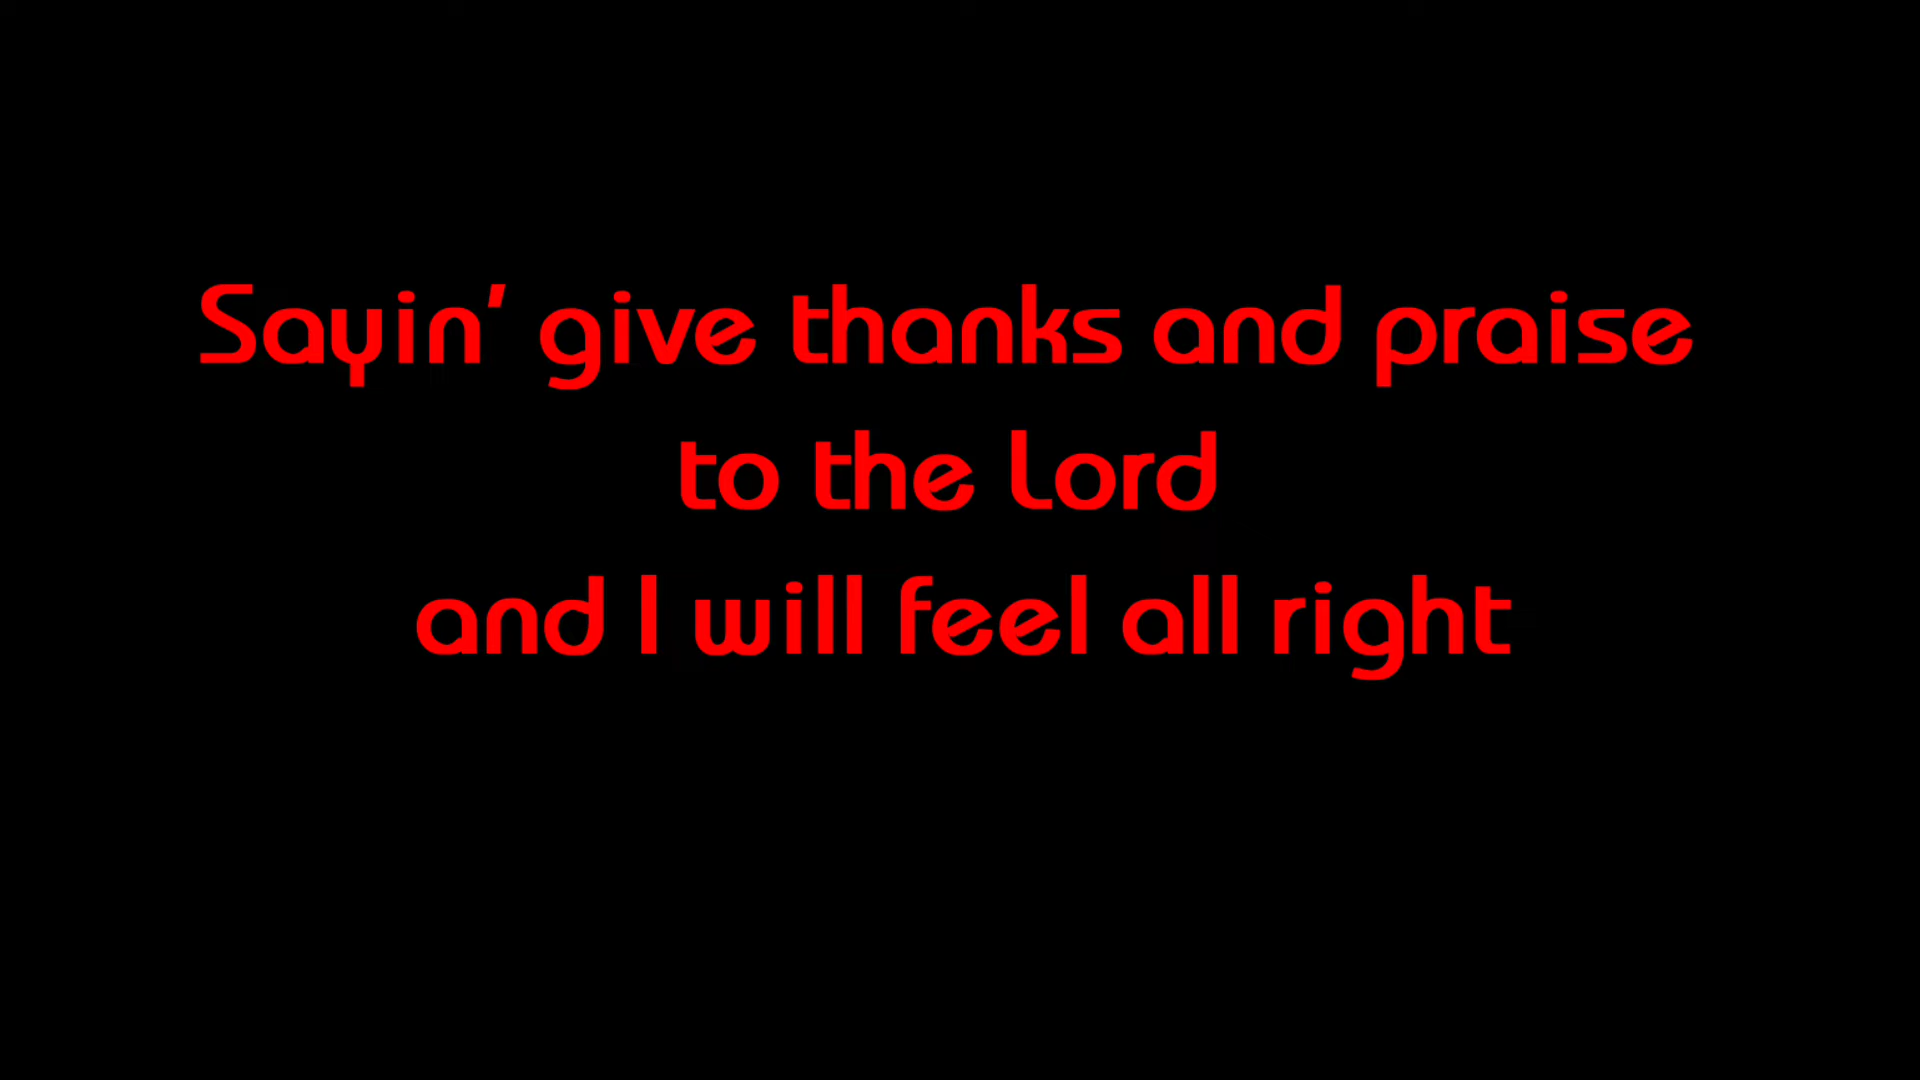 Sayin’ give thanks and praise
to the Lord
and I will feel all right